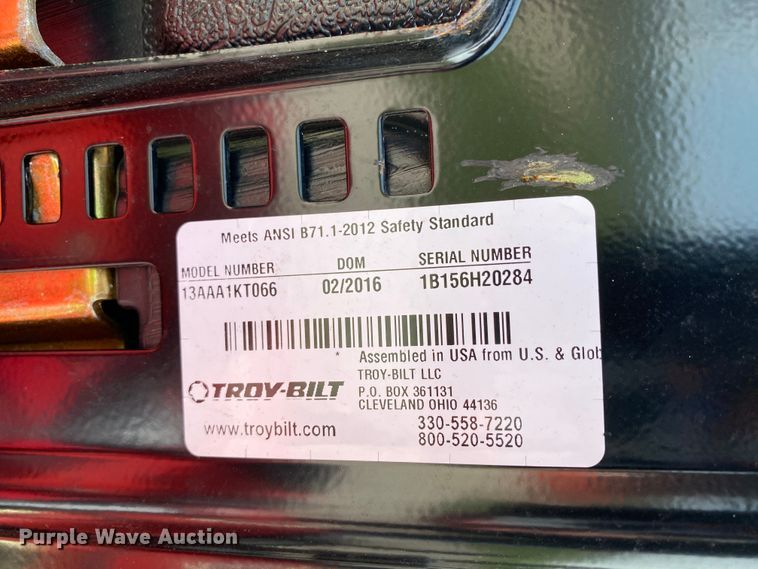 Meets ANSI B71.1-2012 Safety Standard
MODEL NUMBER DOM SERIAL NUMBER
13AAA1KT066 02/2016 1B156H20284
* Assembled in USA from U.S. & Glob
TROY-BILT LLC
P.O. BOX 361131
CLEVELAND OHIO 44136
TROY-BILT
www.troybilt.com
330-558-7220
800-520-5520
Purple Wave Auction